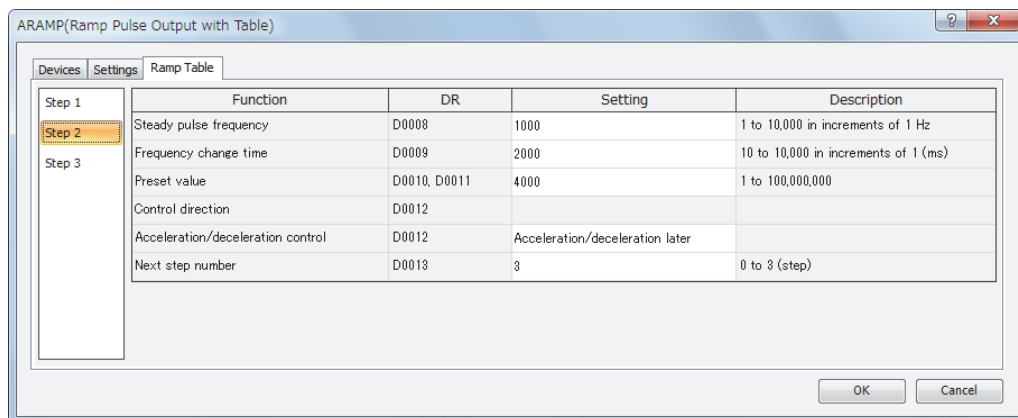 ARAMP(Ramp Pulse Output with Table)
Devices Settings Ramp Table
Step 1
Step 2
Step 3
Function DR Setting Description
Steady pulse frequency D0008 1000 1 to 10,000 in increments of 1 Hz
Frequency change time D0009 2000 10 to 10,000 in increments of 1 (ms)
Preset value D0010, D0011 4000 1 to 100,000,000
Control direction D0012
Acceleration/deceleration control D0012 Acceleration/deceleration later
Next step number D0013 3 0 to 3 (step)
OK Cancel